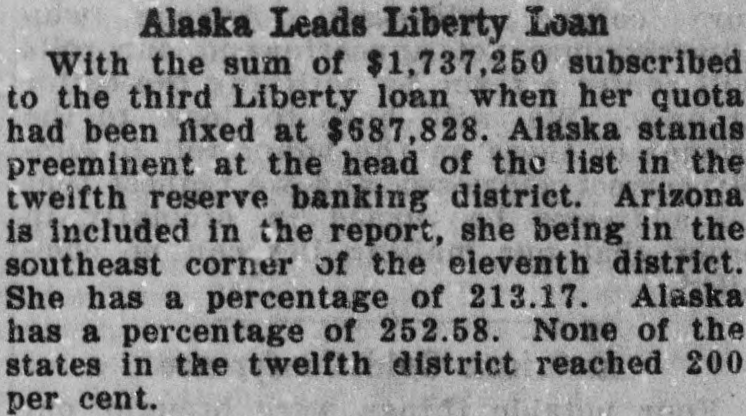 Alaska Leads Liberty Loan
With the sum of $1,737,250 subscribed
to the third Liberty loan when her quota
had been fixed at $687,828. Alaska stands
preeminent at the head of the list in the
twelfth reserve banking district. Arizona
is included in the report, she being in the
southeast corner of the eleventh district.
She has a percentage of 213.17. Alaska
has a percentage of 252.58. None of the
states in the twelfth district reached 200
per cent.